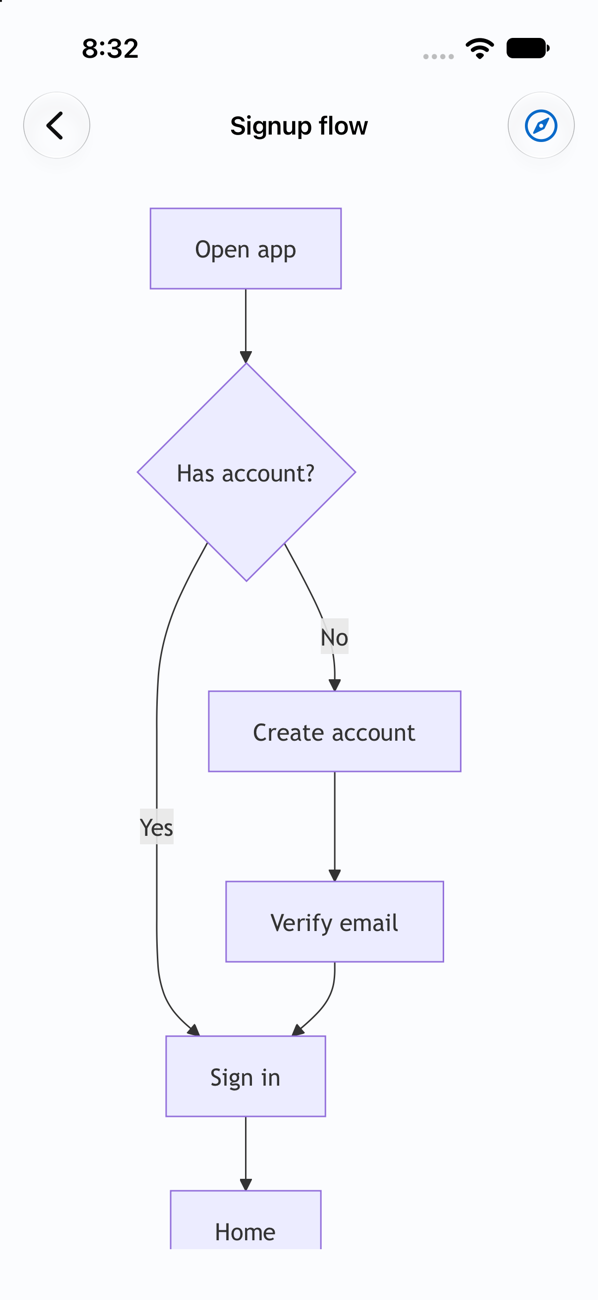 8:32
Signup flow
Open app
Has account?
No
Create account
Yes
Verify email
Sign in
Home